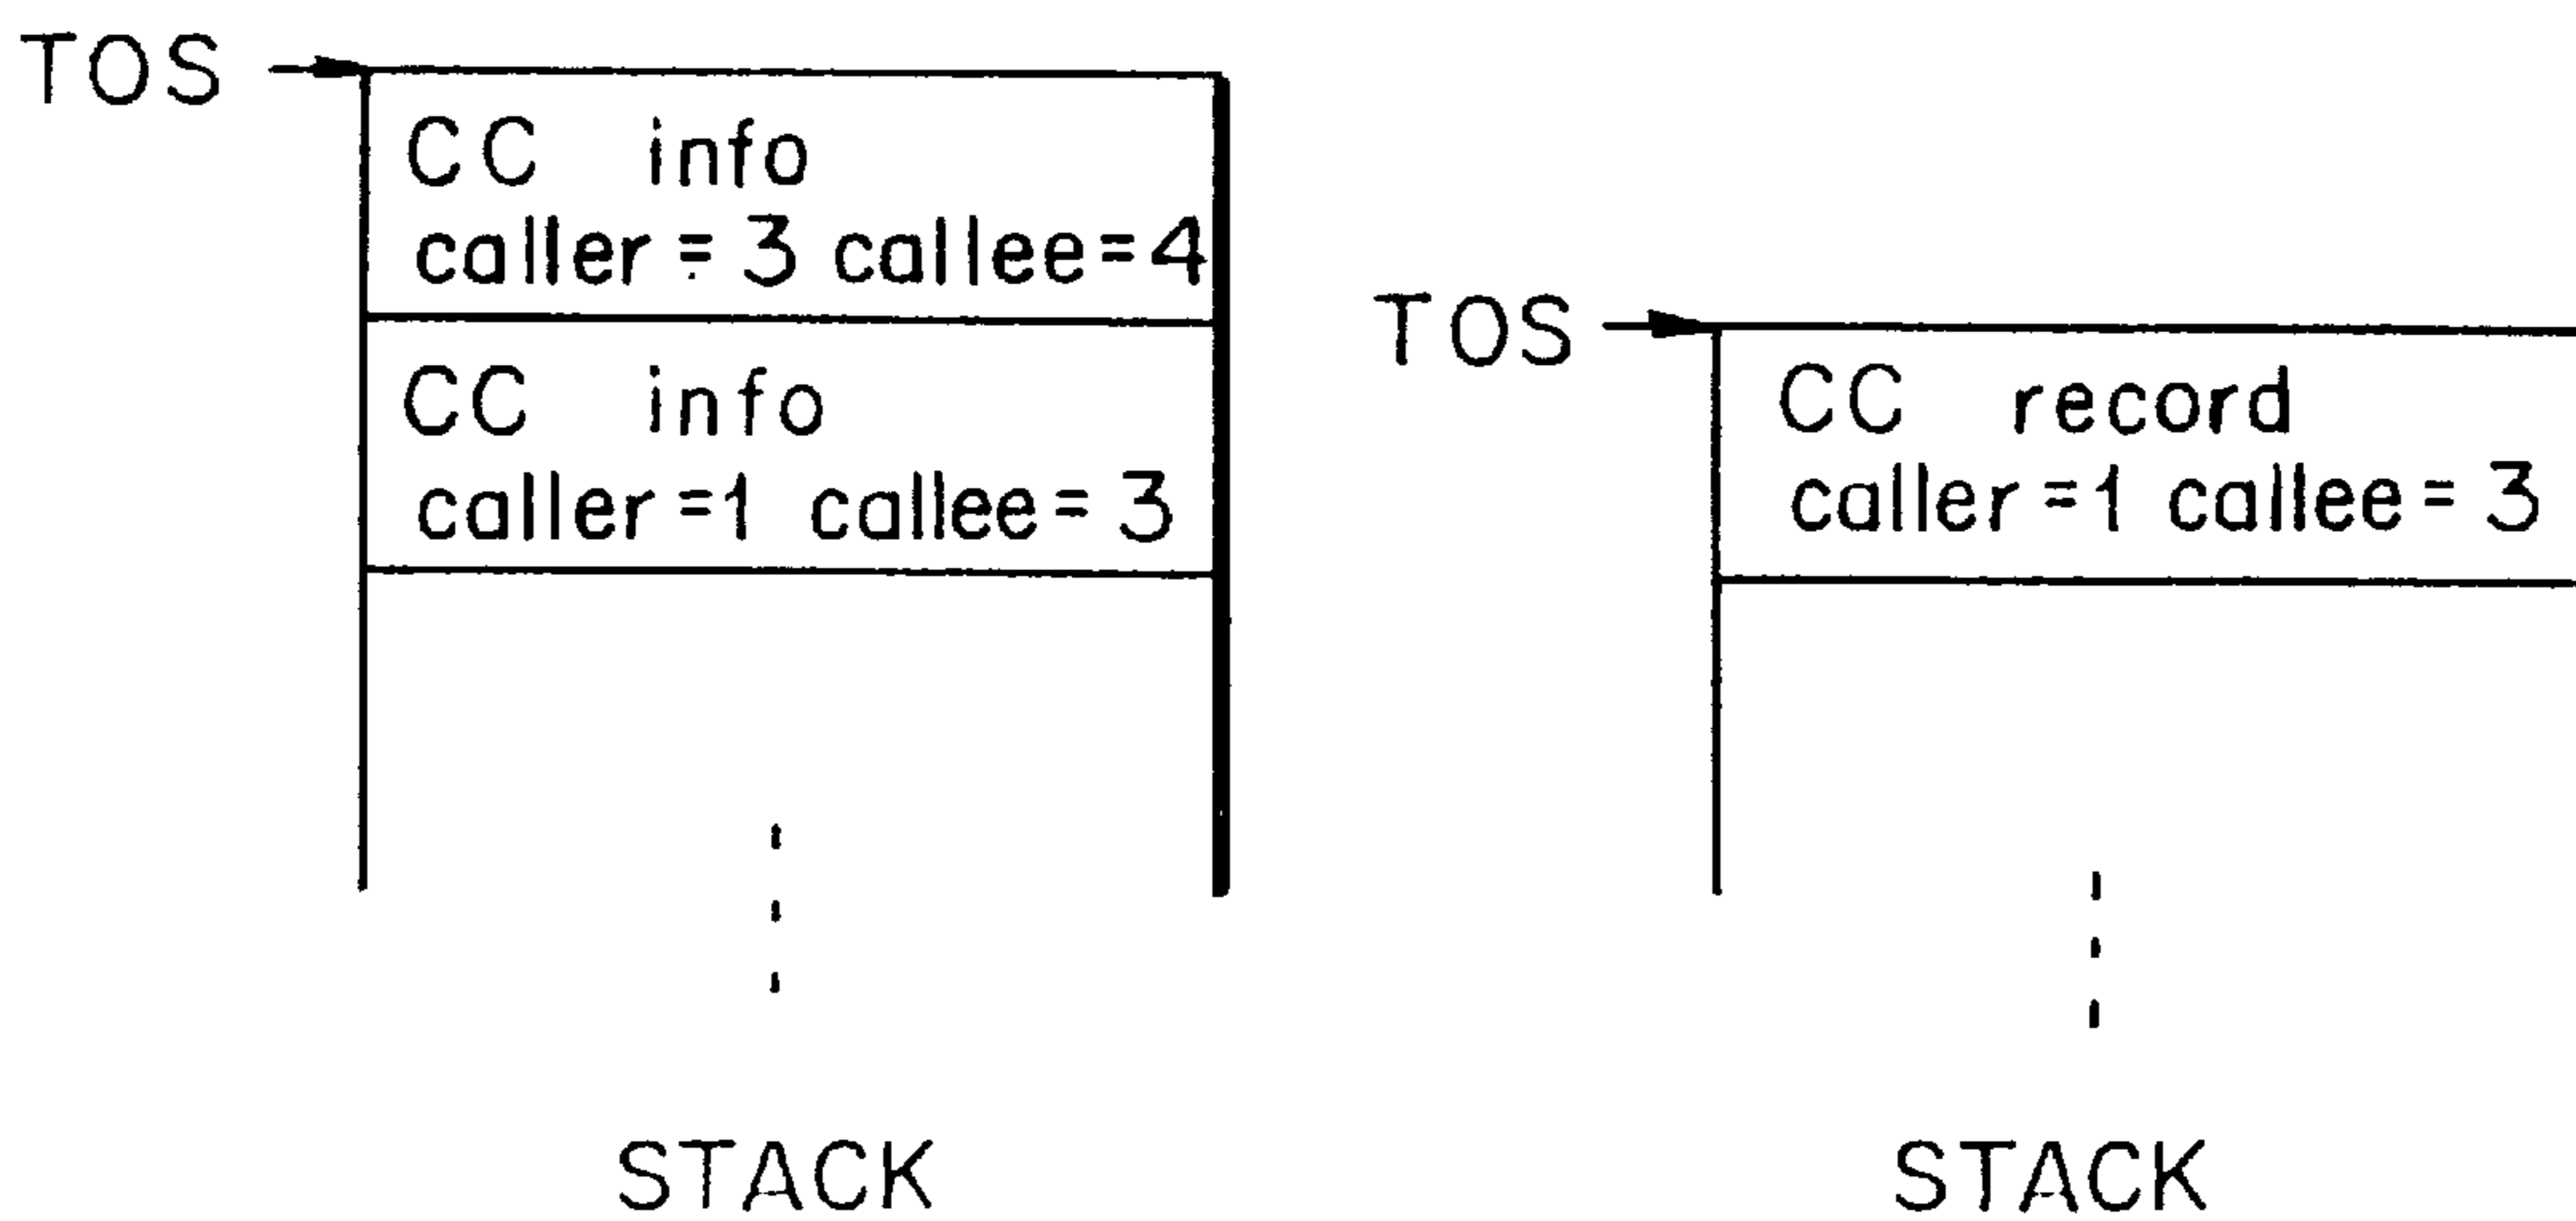 TOS
CC info
caller = 3 callee = 4
CC info
caller = 1 callee = 3
STACK
TOS
CC record
caller = 1 callee = 3
STACK